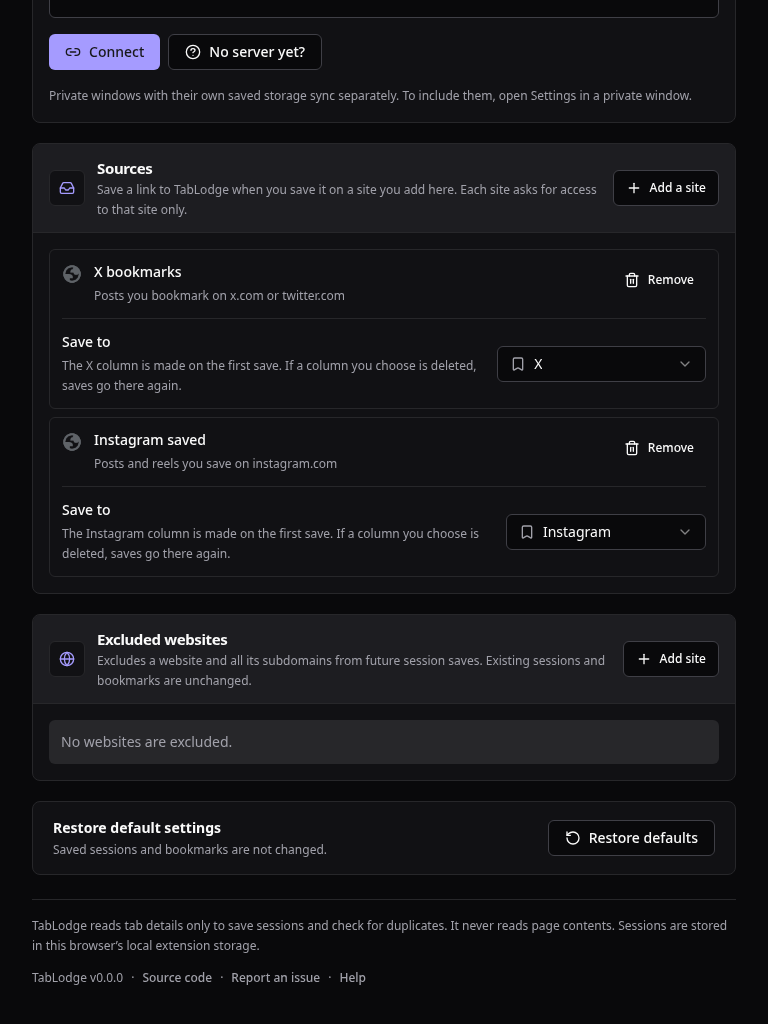 Connect
No server yet?
Private windows with their own saved storage sync separately. To include them, open Settings in a private window.
Sources
Save a link to TabLodge when you save it on a site you add here. Each site asks for access
to that site only.
Add a site
X bookmarks
Posts you bookmark on x.com or twitter.com
Remove
Save to
The X column is made on the first save. If a column you choose is deleted,
saves go there again.
X
Instagram saved
Posts and reels you save on instagram.com
Remove
Save to
The Instagram column is made on the first save. If a column you choose is
deleted, saves go there again.
Instagram
Excluded websites
Excludes a website and all its subdomains from future session saves. Existing sessions and
bookmarks are unchanged.
Add site
No websites are excluded.
Restore default settings
Saved sessions and bookmarks are not changed.
Restore defaults
TabLodge reads tab details only to save sessions and check for duplicates. It never reads page contents. Sessions are stored
in this browser’s local extension storage.
TabLodge v0.0.0 · Source code · Report an issue · Help